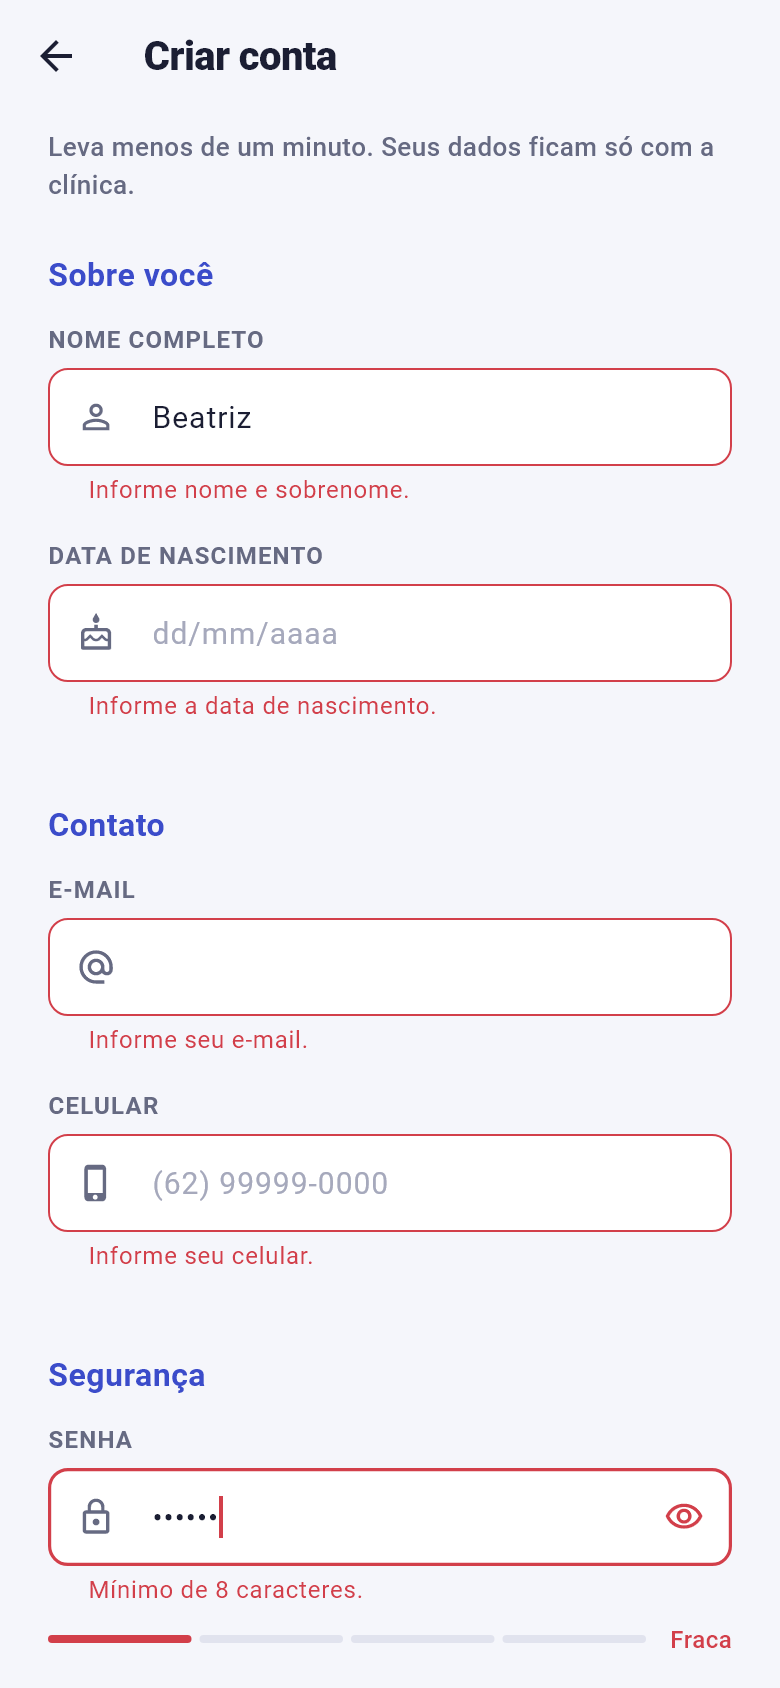 Criar conta
Leva menos de um minuto. Seus dados ficam só com a
clínica.
Sobre você
NOME COMPLETO
Beatriz
Informe nome e sobrenome.
DATA DE NASCIMENTO
dd/mm/aaaa
Informe a data de nascimento.
Contato
E-MAIL
Informe seu e-mail.
CELULAR
(62) 99999-0000
Informe seu celular.
Segurança
SENHA
••••••
Mínimo de 8 caracteres.
Fraca